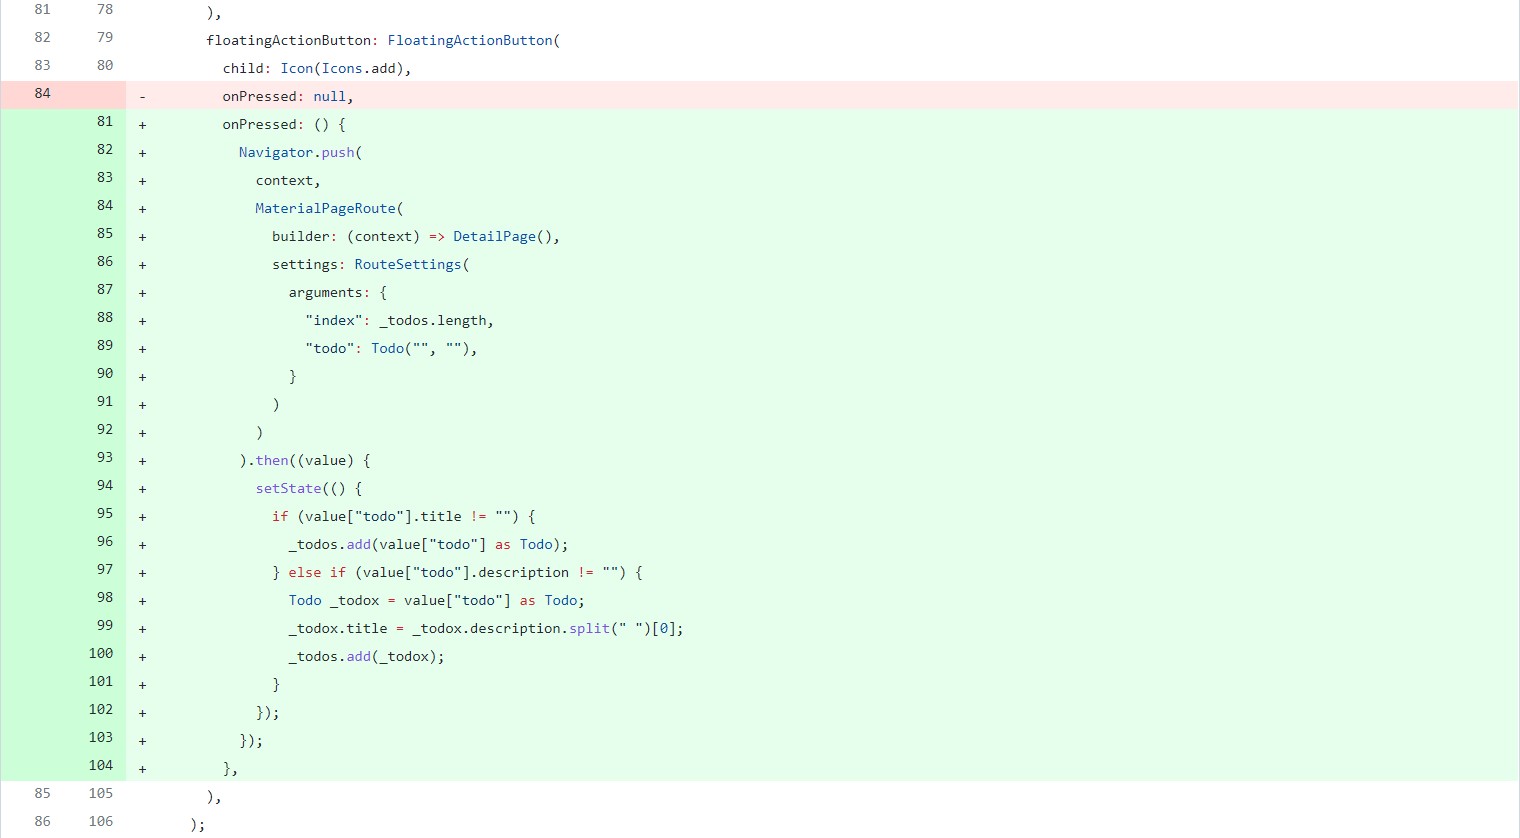 81 78 ),
82 79 floatingActionButton: FloatingActionButton(
83 80 child: Icon(Icons.add),
84 - onPressed: null,
81 + onPressed: () {
82 + Navigator.push(
83 + context,
84 + MaterialPageRoute(
85 + builder: (context) => DetailPage(),
86 + settings: RouteSettings(
87 + arguments: {
88 + "index": _todos.length,
89 + "todo": Todo("", ""),
90 + }
91 + )
92 + )
93 + ).then((value) {
94 + setState(() {
95 + if (value["todo"].title != "") {
96 + _todos.add(value["todo"] as Todo);
97 + } else if (value["todo"].description != "") {
98 + Todo _todox = value["todo"] as Todo;
99 + _todox.title = _todox.description.split(" ")[0];
100 + _todos.add(_todox);
101 + }
102 + });
103 + });
104 + },
85 105 ),
86 106 );